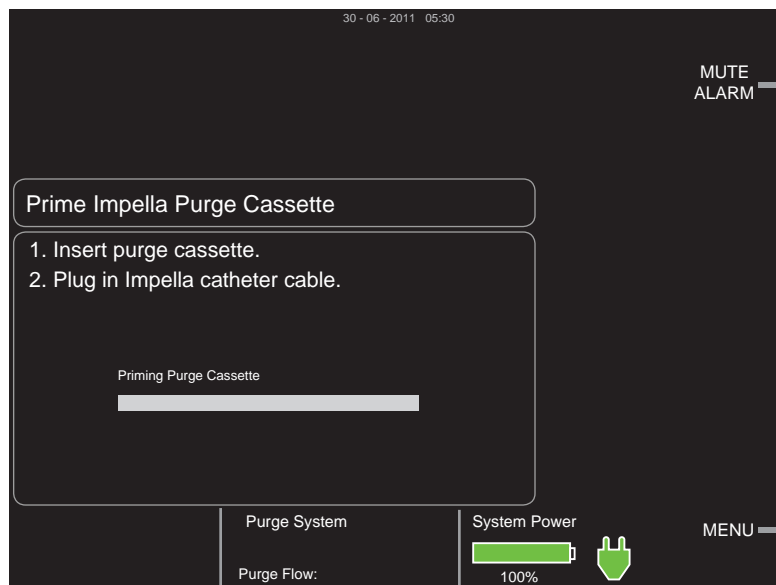 30 - 06 - 2011 05:30
MUTE
ALARM
Prime Impella Purge Cassette
1. Insert purge cassette.
2. Plug in Impella catheter cable.
Priming Purge Cassette
Purge System
System Power
MENU
Purge Flow:
100%